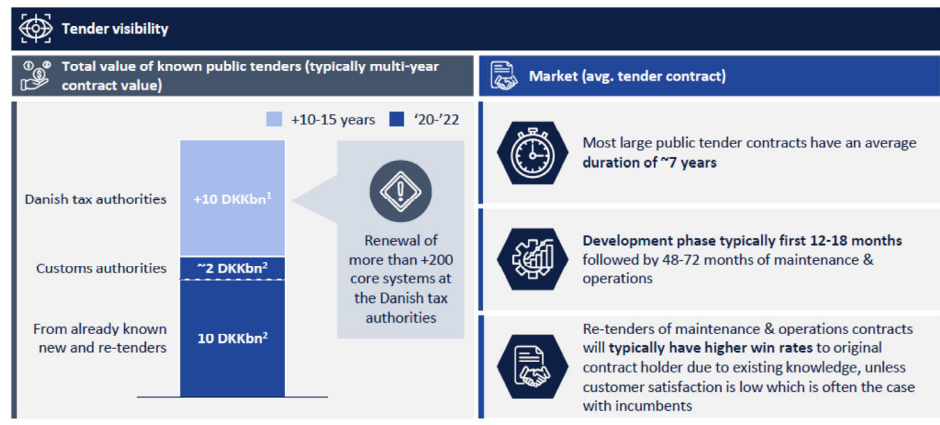 Tender visibility
Total value of known public tenders (typically multi-year
contract value)
+10-15 years
‘20-’22
Danish tax authorities
+10 DKKbn¹
Customs authorities
~2 DKKbn²
From already known
new and re-tenders
10 DKKbn²
Renewal of
more than +200
core systems at
the Danish tax
authorities
Market (avg. tender contract)
Most large public tender contracts have an average
duration of ~7 years
Development phase typically first 12-18 months
followed by 48-72 months of maintenance &
operations
Re-tenders of maintenance & operations contracts
will typically have higher win rates to original
contract holder due to existing knowledge, unless
customer satisfaction is low which is often the case
with incumbents